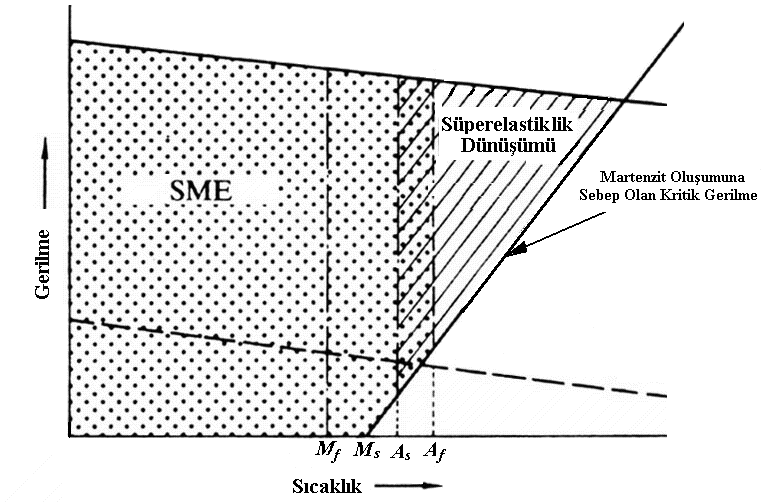 Süperelastiklik
Dönüşümü
SME
Martenzit Oluşumuna
Sebep Olan Kritik Gerilme
Gerilme
Mf Ms As Af
Sıcaklık